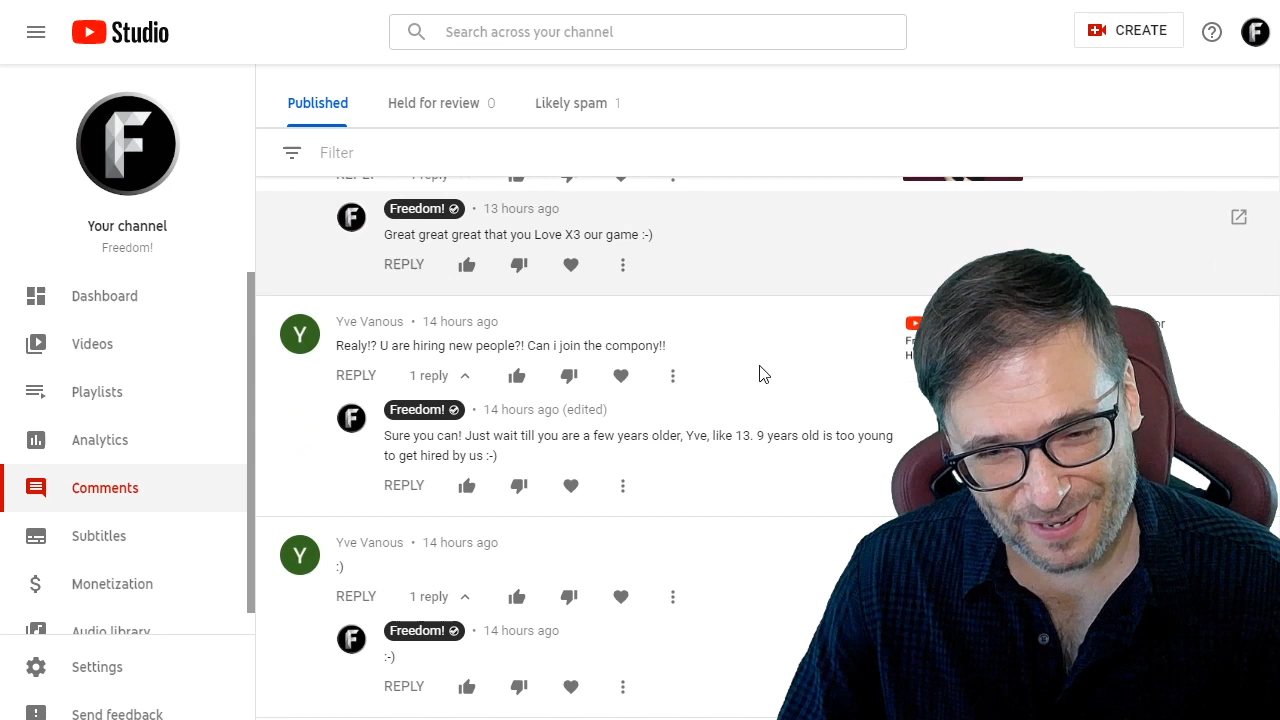 Studio
Search across your channel
CREATE
Your channel
Freedom!
Dashboard
Videos
Playlists
Analytics
Comments
Subtitles
Monetization
Audio library
Settings
Send feedback
Published
Held for review 0
Likely spam 1
Filter
REPLY 1 reply
Freedom! • 13 hours ago
Great great great that you Love X3 our game :-)
REPLY
Yve Vanous • 14 hours ago
Realy!? U are hiring new people?! Can i join the compony!!
REPLY 1 reply
Freedom! • 14 hours ago (edited)
Sure you can! Just wait till you are a few years older, Yve, like 13. 9 years old is too young
to get hired by us :-)
REPLY
Yve Vanous • 14 hours ago
:)
REPLY 1 reply
Freedom! • 14 hours ago
:-)
REPLY